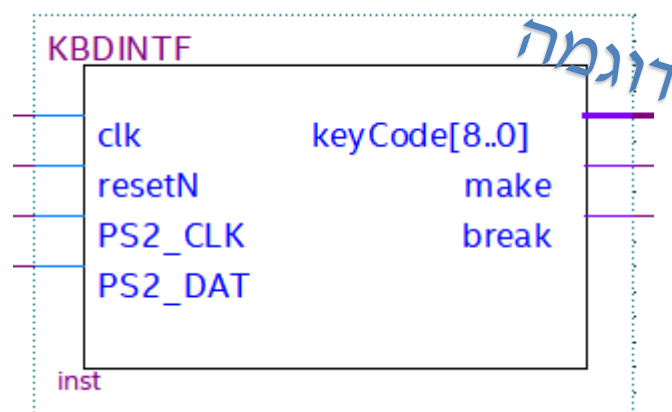 KBDINTF
דוגמה
clk
keyCode[8..0]
resetN
make
PS2_CLK
break
PS2_DAT
inst